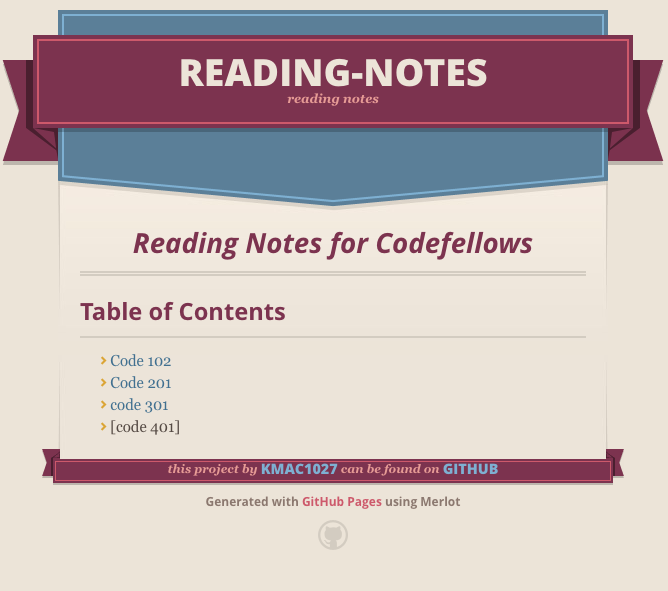 READING-NOTES
reading notes
Reading Notes for Codefellows
Table of Contents
Code 102
Code 201
code 301
[code 401]
this project by KMAC1027 can be found on GITHUB
Generated with GitHub Pages using Merlot